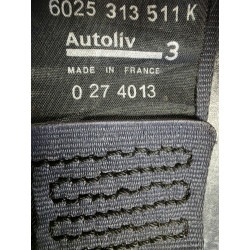 6025 313 511 K
Autoliv
3
MADE IN FRANCE
0 27 4013